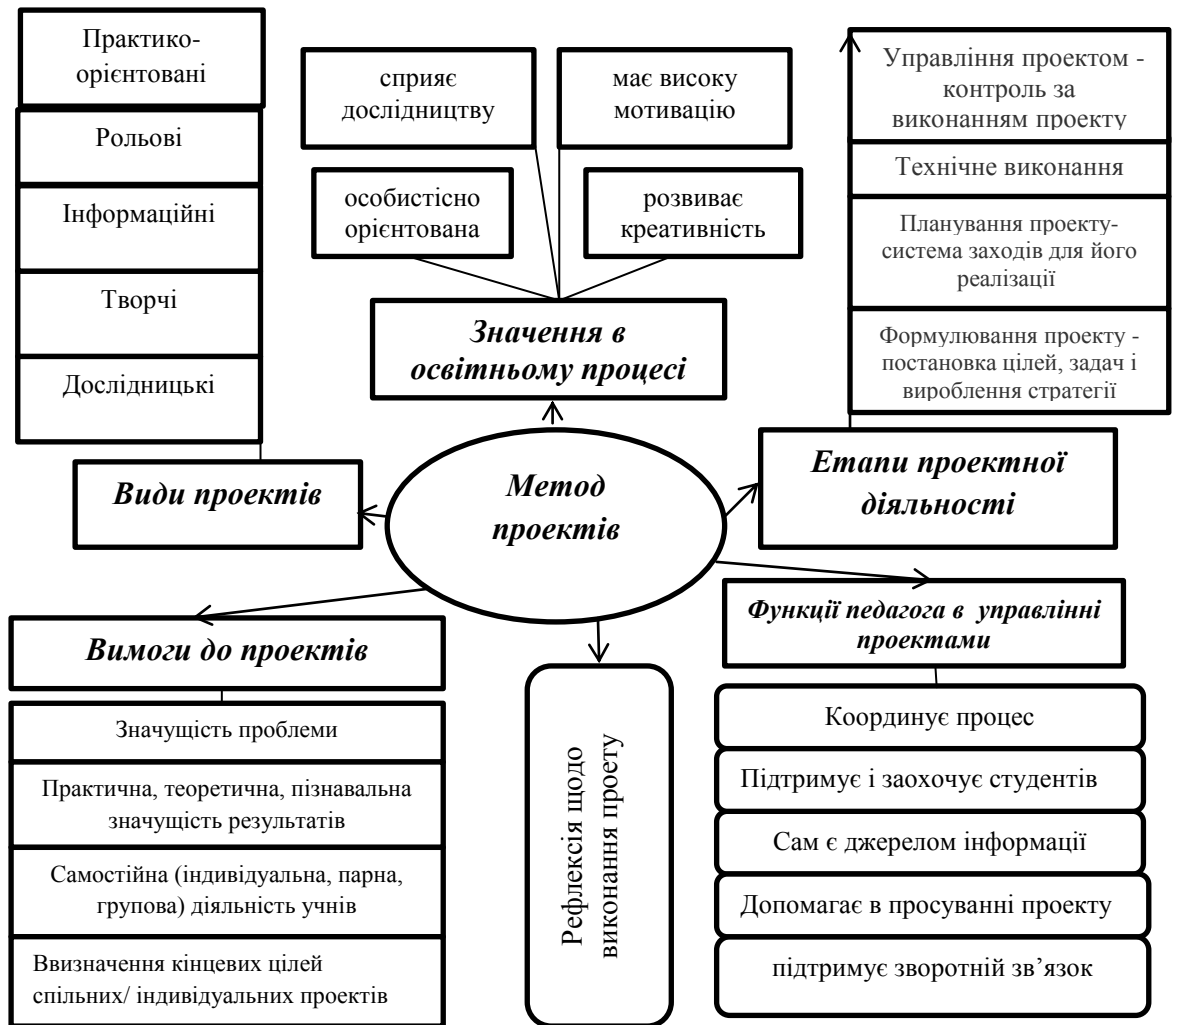 Практико-
орієнтовані
Рольові
Інформаційні
Творчі
Дослідницькі
Види проектів
сприяє
дослідництву
має високу
мотивацію
особистісно
орієнтована
розвиває
креативність
Значення в
освітньому процесі
Управління проектом -
контроль за
виконанням проекту
Технічне виконання
Планування проекту-
система заходів для його
реалізації
Формулювання проекту -
постановка цілей, задач і
вироблення стратегії
Етапи проектної
діяльності
Метод
проектів
Вимоги до проектів
Значущість проблеми
Практична, теоретична, пізнавальна
значущість результатів
Самостійна (індивідуальна, парна,
групова) діяльність учнів
Ввизначення кінцевих цілей
спільних/ індивідуальних проектів
Рефлексія щодо
виконання проету
Функції педагога в управлінні
проектами
Координує процес
Підтримує і заохочує студентів
Сам є джерелом інформації
Допомагає в просуванні проекту
підтримує зворотній зв’язок